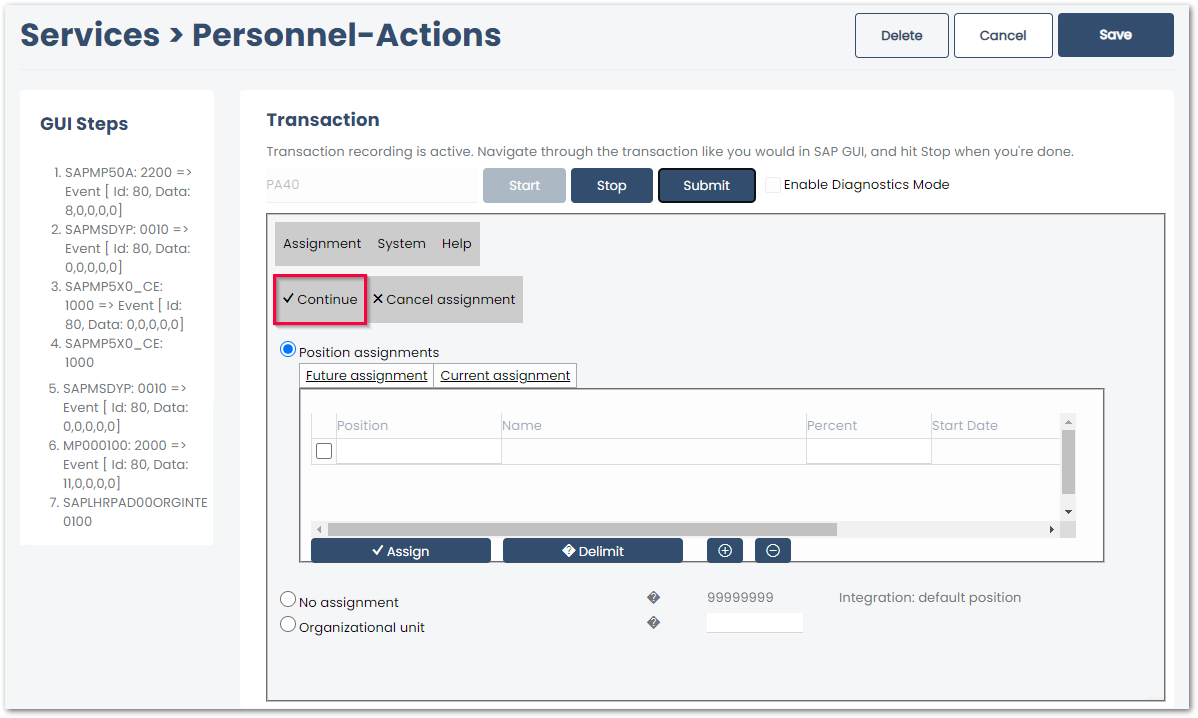 Services > Personnel-Actions
Delete
Cancel
Save
GUI Steps
1. SAPMP50A: 2200 =>
Event [ Id: 80, Data:
8,0,0,0,0]
2. SAPMSDYP: 0010 =>
Event [ Id: 80, Data:
0,0,0,0,0]
3. SAPMP5X0_CE:
1000 => Event [ Id:
80, Data: 0,0,0,0,0]
4. SAPMP5X0_CE:
1000
5. SAPMSDYP: 0010 =>
Event [ Id: 80, Data:
0,0,0,0,0]
6. MP000100: 2000 =>
Event [ Id: 80, Data:
11,0,0,0,0]
7. SAPLHRPAD00ORGINTE
0100
Transaction
Transaction recording is active. Navigate through the transaction like you would in SAP GUI, and hit Stop when you're done.
PA40
Start
Stop
Submit
Enable Diagnostics Mode
Assignment System Help
Continue
Cancel assignment
Position assignments
Future assignment
Current assignment
Position
Name
Percent
Start Date
Assign
Delimit
No assignment
99999999
Integration: default position
Organizational unit